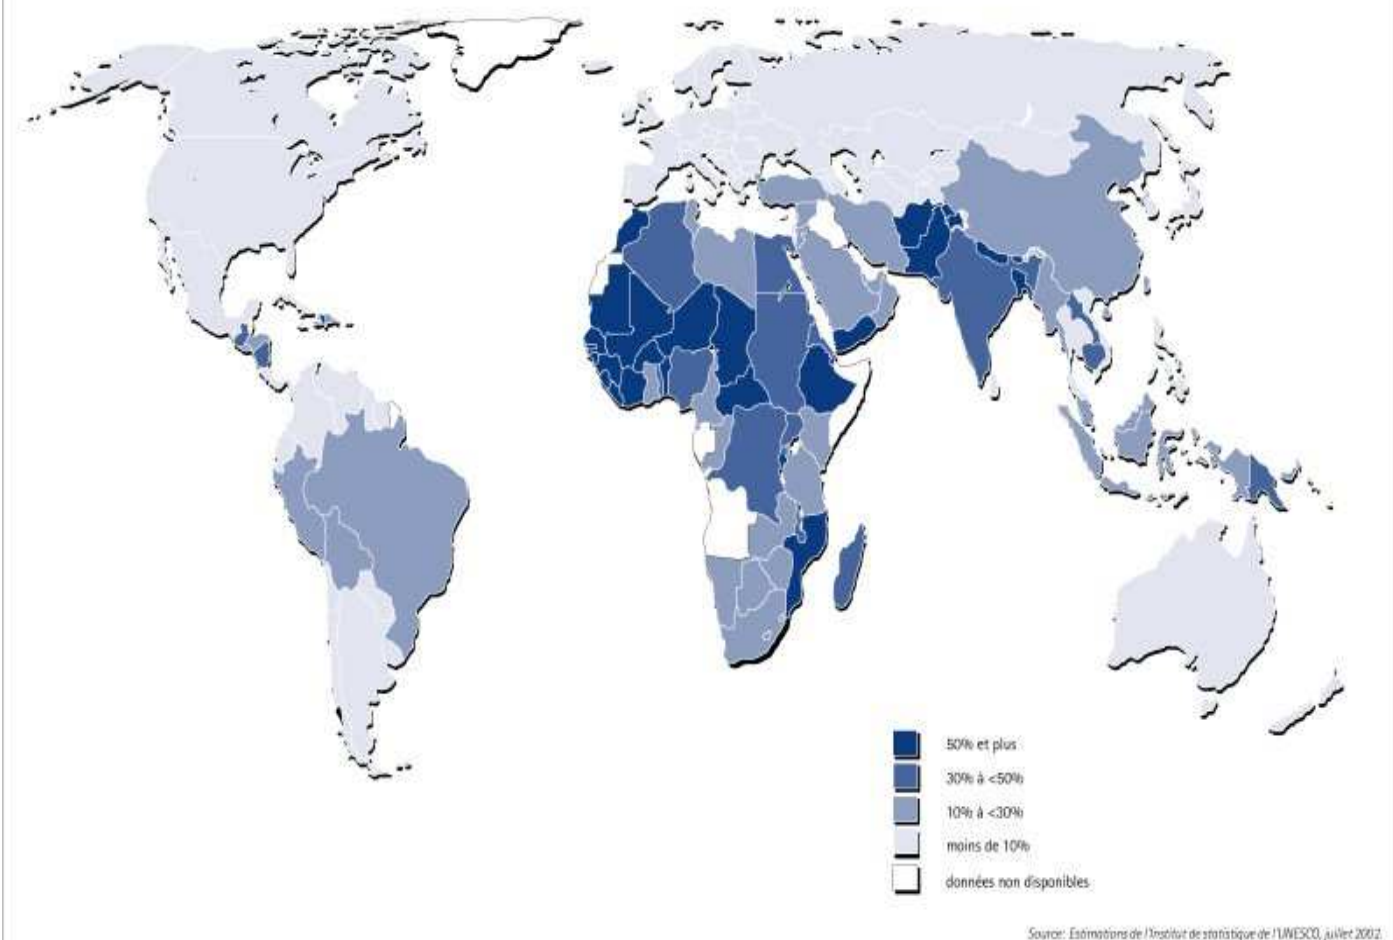 50% et plus
30% à <50%
10% à <30%
moins de 10%
données non disponibles
Source: Estimations de l'Institut de statistique de l'UNESCO, juillet 2002.